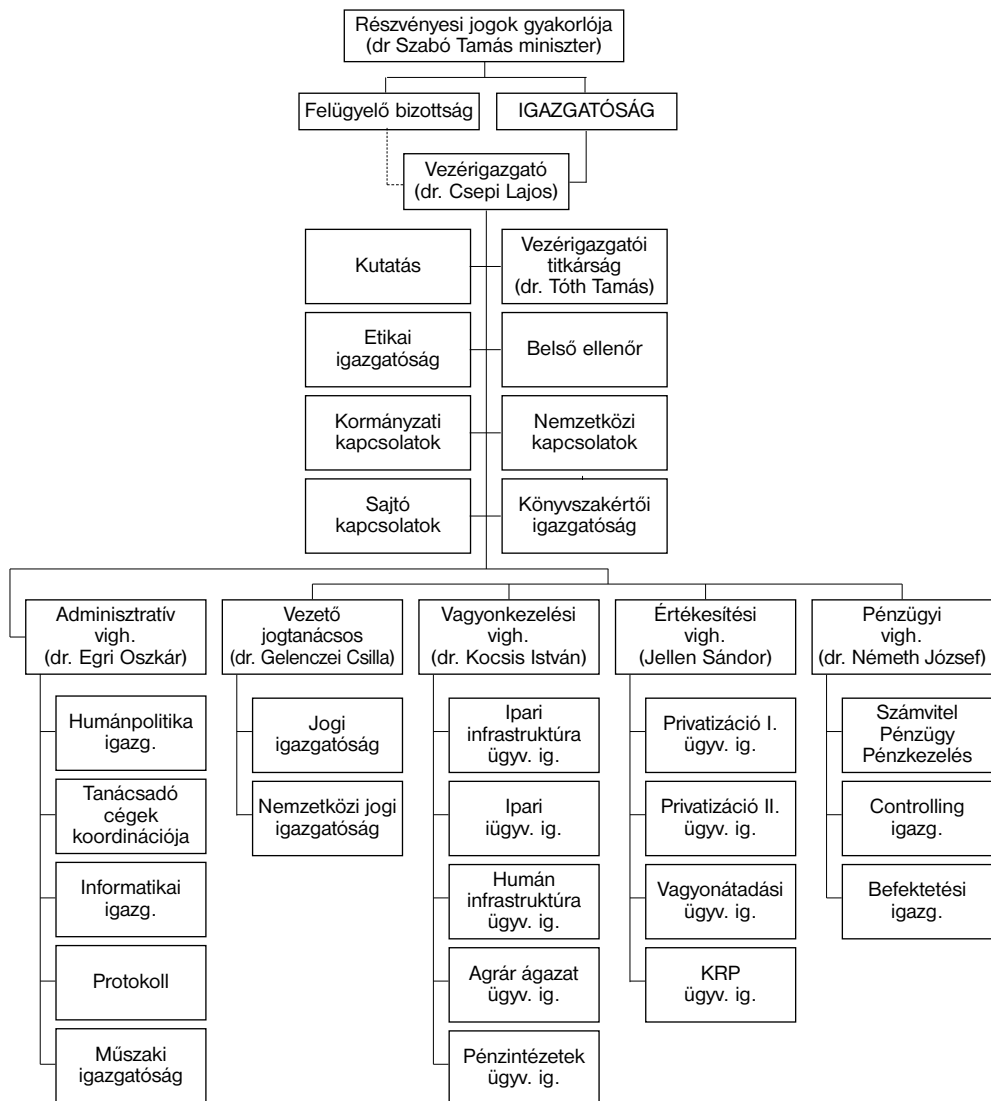 Részvényesi jogok gyakorlója
(dr Szabó Tamás miniszter)
Felügyelő bizottság
IGAZGATÓSÁG
Vezérigazgató
(dr. Csepi Lajos)
Kutatás
Vezérigazgatói
titkárság
(dr. Tóth Tamás)
Etikai
igazgatóság
Belső ellenőr
Kormányzati
kapcsolatok
Nemzetközi
kapcsolatok
Sajtó
kapcsolatok
Könyvszakértői
igazgatóság
Adminisztratív
vigh.
(dr. Egri Oszkár)
Vezető
jogtanácsos
(dr. Gelenczei Csilla)
Vagyonkezelési
vigh.
(dr. Kocsis István)
Értékesítési
vigh.
(Jellen Sándor)
Pénzügyi
vigh.
(dr. Németh József)
Humánpolitika
igazg.
Tanácsadó
cégek
koordinációja
Informatikai
igazg.
Protokoll
Műszaki
igazgatóság
Jogi
igazgatóság
Nemzetközi jogi
igazgatóság
Ipari
infrastruktúra
ügyv. ig.
Ipari
iügyv. ig.
Humán
infrastruktúra
ügyv. ig.
Agrár ágazat
ügyv. ig.
Pénzintézetek
ügyv. ig.
Privatizáció I.
ügyv. ig.
Privatizáció II.
ügyv. ig.
Vagyonátadási
ügyv. ig.
KRP
ügyv. ig.
Számvitel
Pénzügy
Pénzkezelés
Controlling
igazg.
Befektetési
igazg.